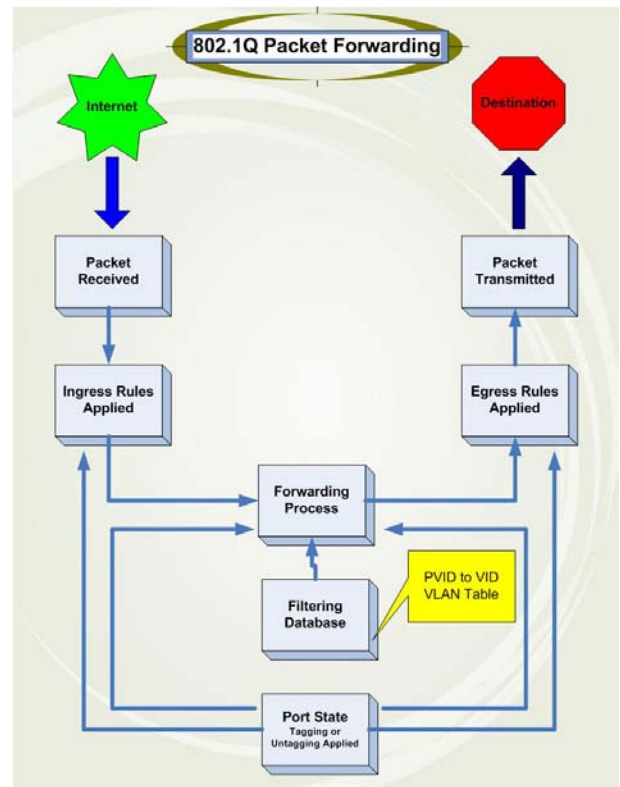 802.1Q Packet Forwarding
Internet
Destination
Packet
Received
Packet
Transmitted
Ingress Rules
Applied
Egress Rules
Applied
Forwarding
Process
PVID to VID
VLAN Table
Filtering
Database
Port State
Tagging or
Untagging Applied